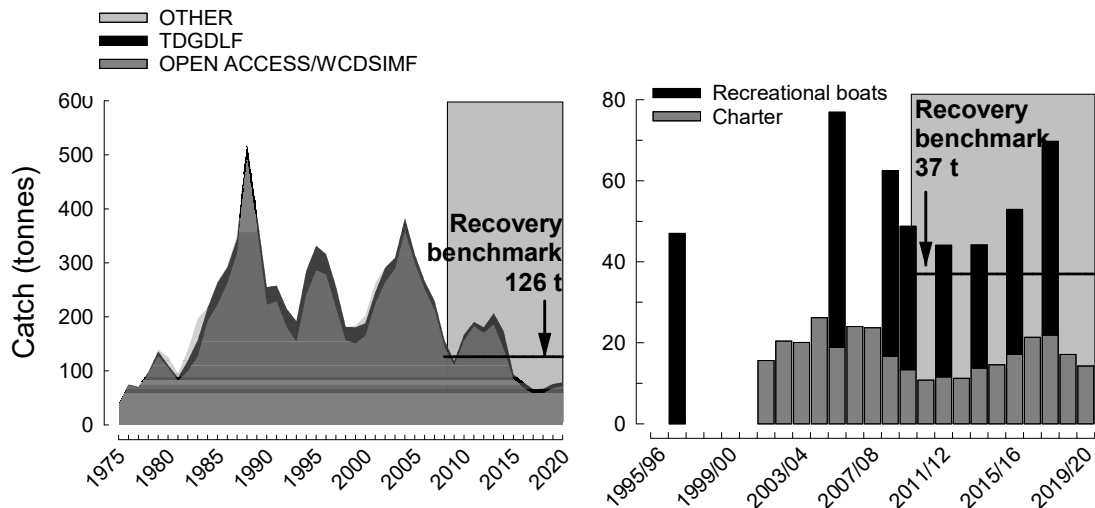 OTHER
TDGDLF
OPEN ACCESS/WCDSIMF
600
500
400
300
200
100
0
Catch (tonnes)
Recovery
benchmark
126 t
1975
1980
1985
1990
1995
2000
2005
2010
2015
2020
Recreational boats
Charter
80
60
40
20
0
Recovery
benchmark
37 t
1995/96
1999/00
2003/04
2007/08
2011/12
2015/16
2019/20